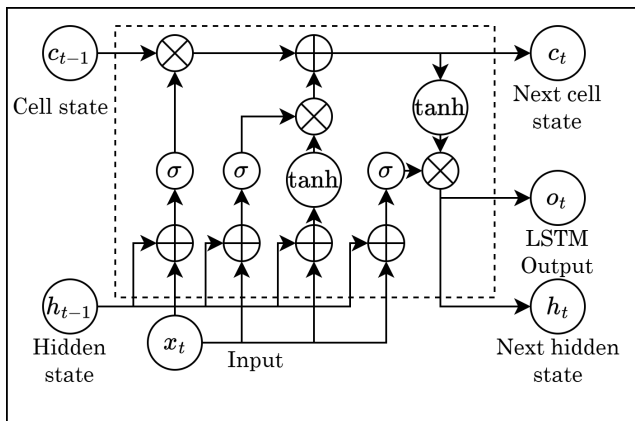 c_{t-1}
c_t
Cell state
Next cell
state
tanh
σ
σ
tanh
σ
o_t
LSTM
Output
h_{t-1}
h_t
Hidden
state
x_t
Input
Next hidden
state